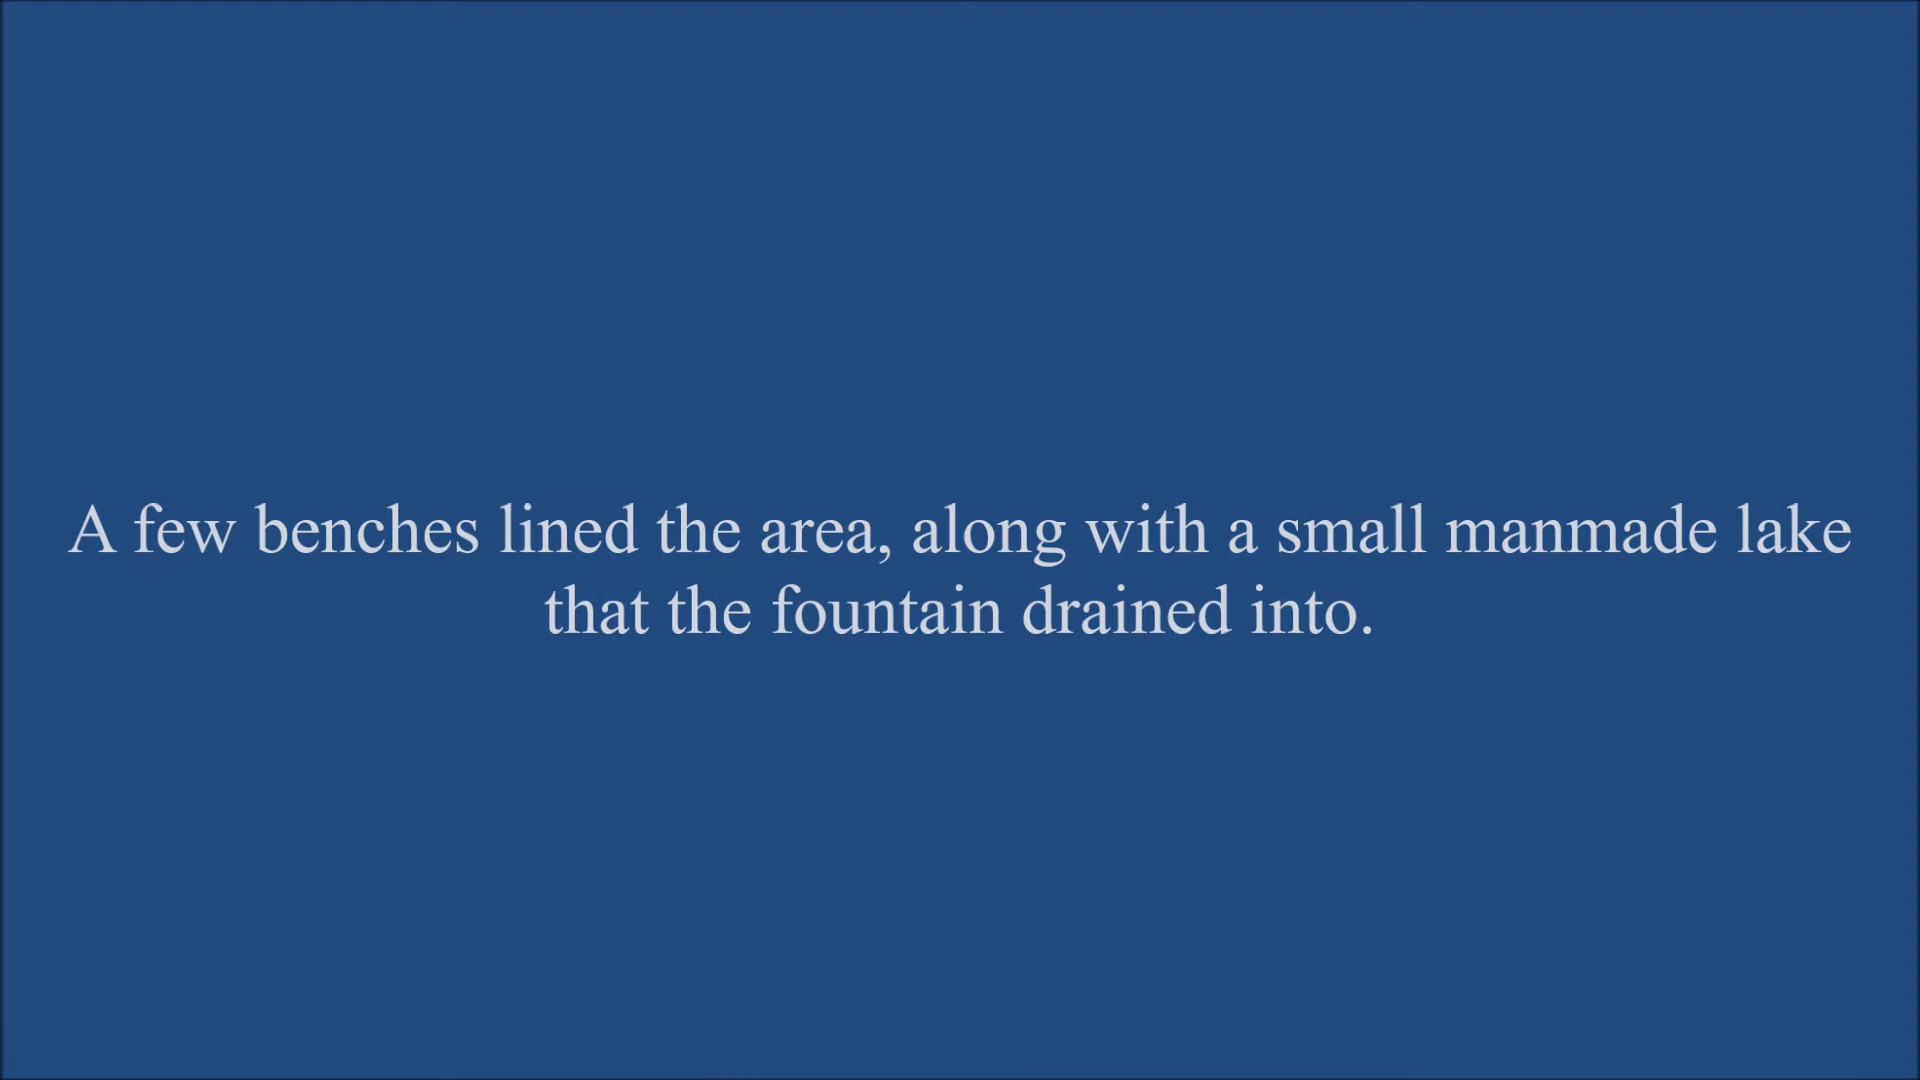 A few benches lined the area, along with a small manmade lake
that the fountain drained into.